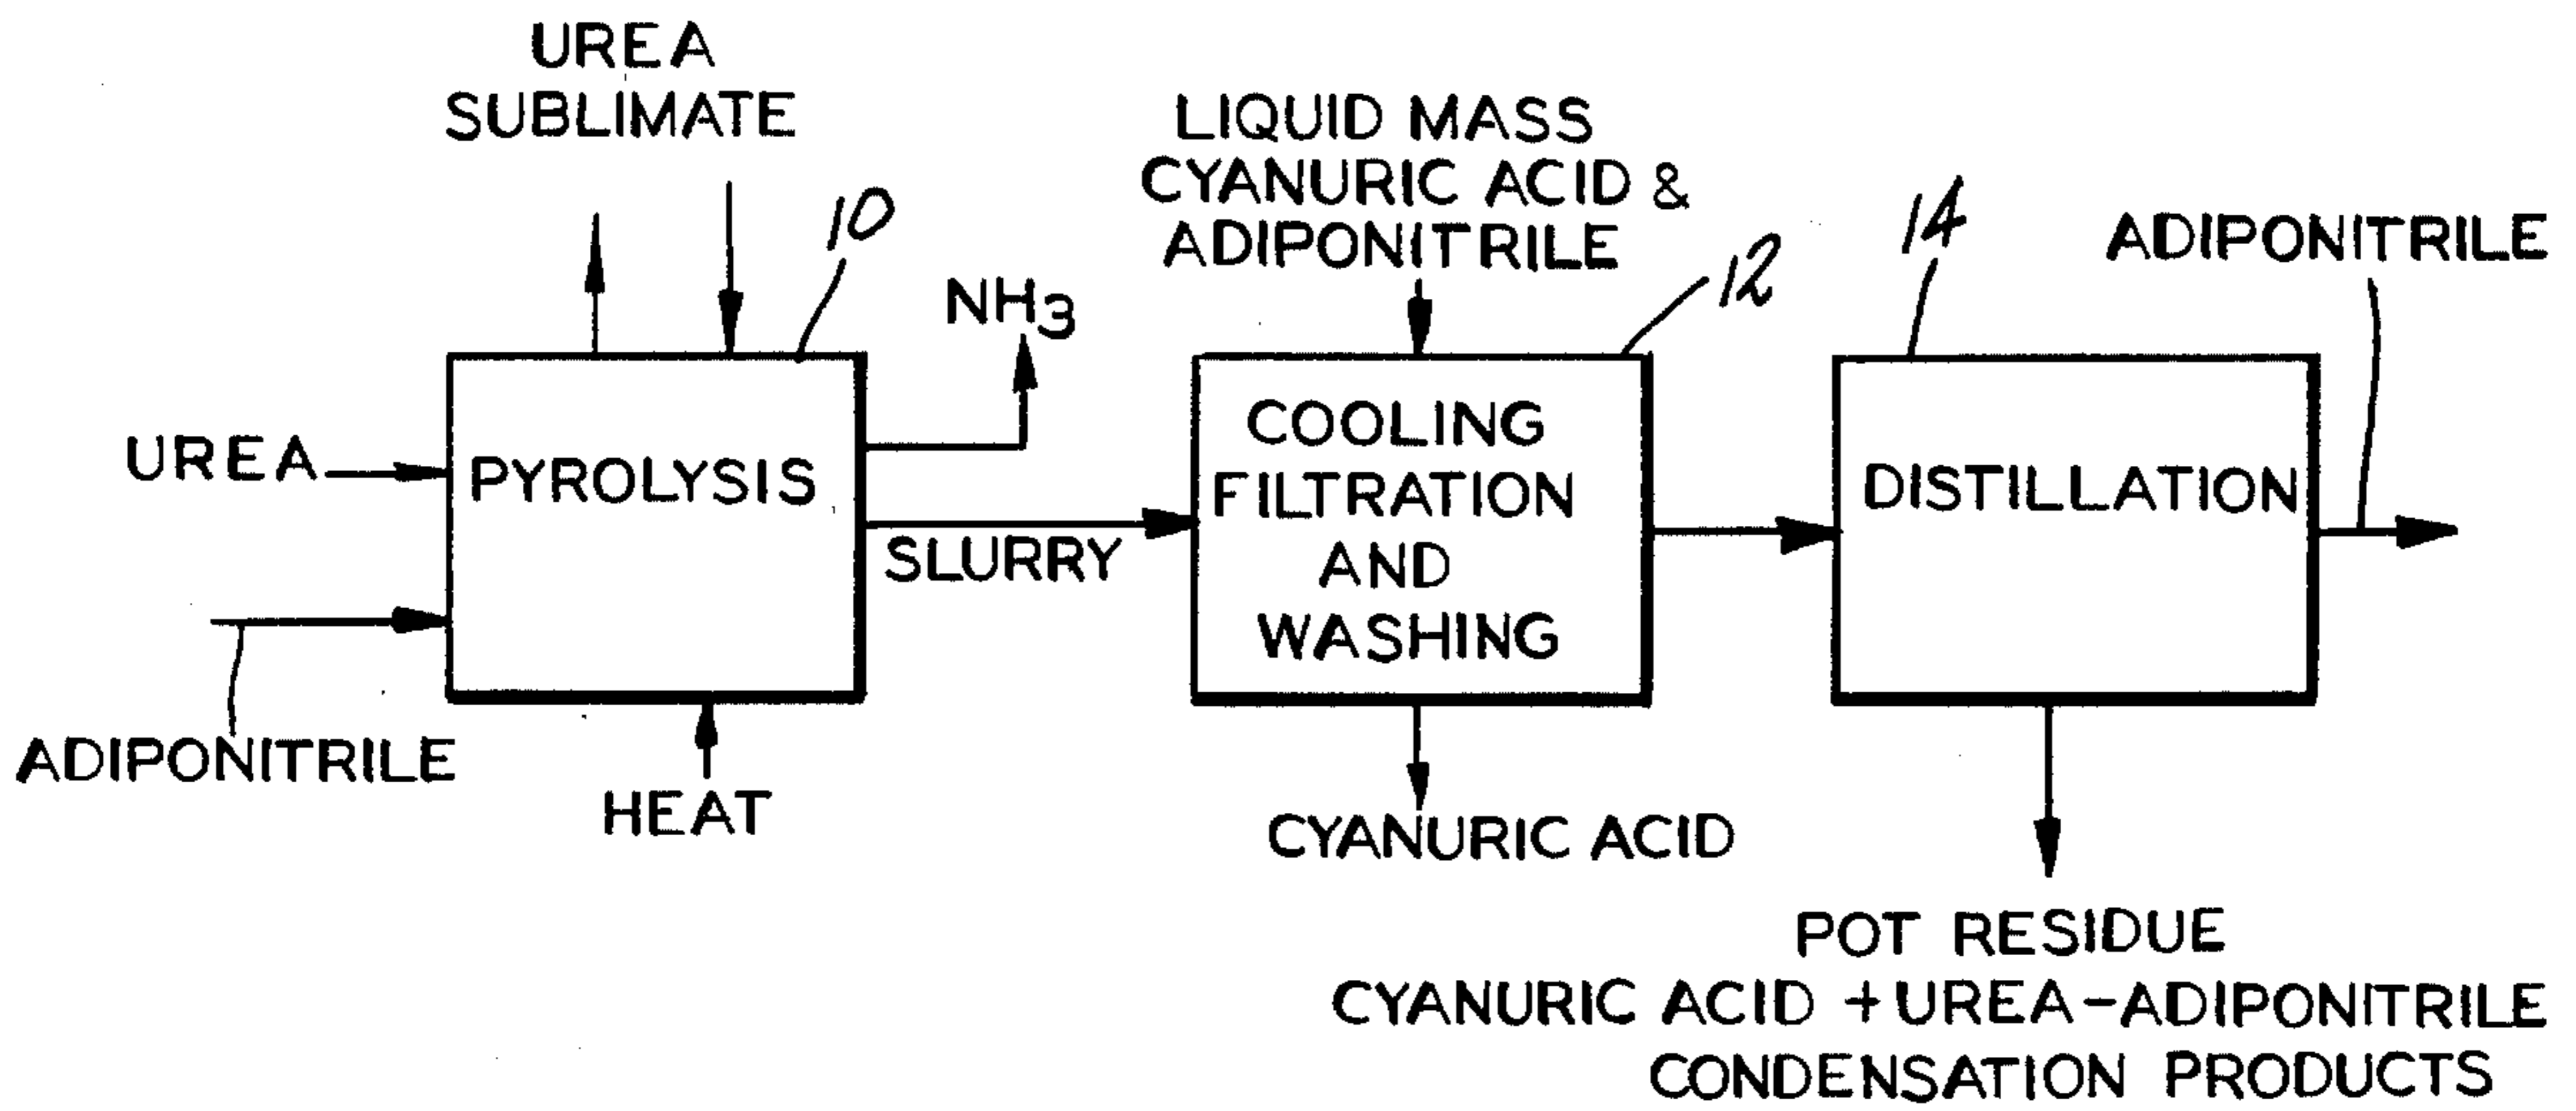 UREA
SUBLIMATE
10
NH3
LIQUID MASS
CYANURIC ACID &
ADIPONITRILE
12
14
ADIPONITRILE
UREA
PYROLYSIS
SLURRY
COOLING
FILTRATION
AND
WASHING
DISTILLATION
ADIPONITRILE
HEAT
CYANURIC ACID
POT RESIDUE
CYANURIC ACID + UREA-ADIPONITRILE
CONDENSATION PRODUCTS